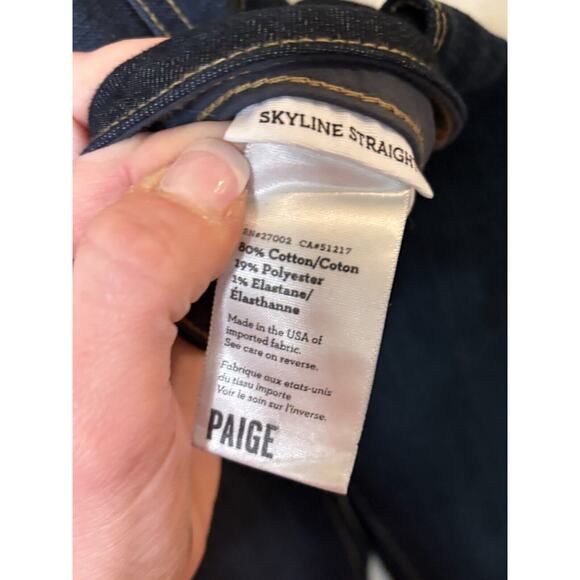 SKYLINE STRAIGHT
RN#27002 CA#51217
80% Cotton/Coton
19% Polyester
1% Elastane/
Élasthanne
Made in the USA of
imported fabric.
See care on reverse.
Fabrique aux etats-unis
du tissu importe
Voir le soin sur l'inverse.
PAIGE